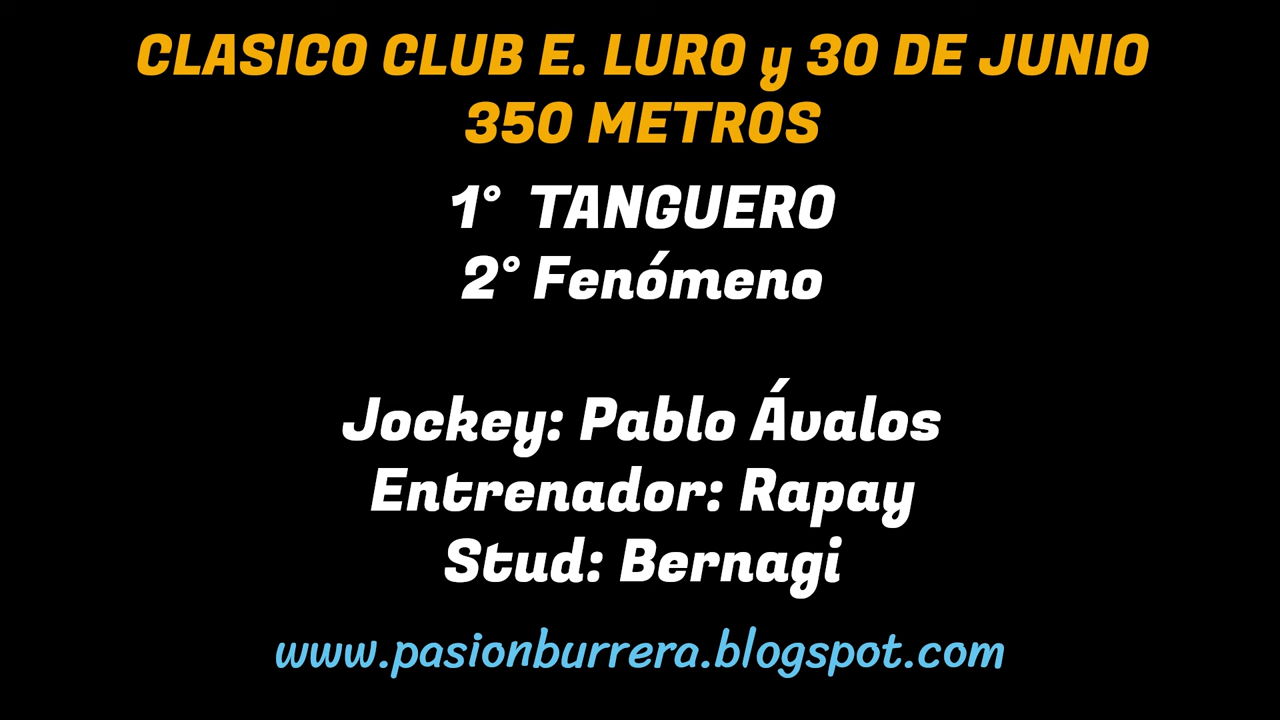 CLASICO CLUB E. LURO y 30 DE JUNIO
350 METROS
1° TANGUERO
2° Fenómeno
Jockey: Pablo Ávalos
Entrenador: Rapay
Stud: Bernagi
www.pasionburrera.blogspot.com